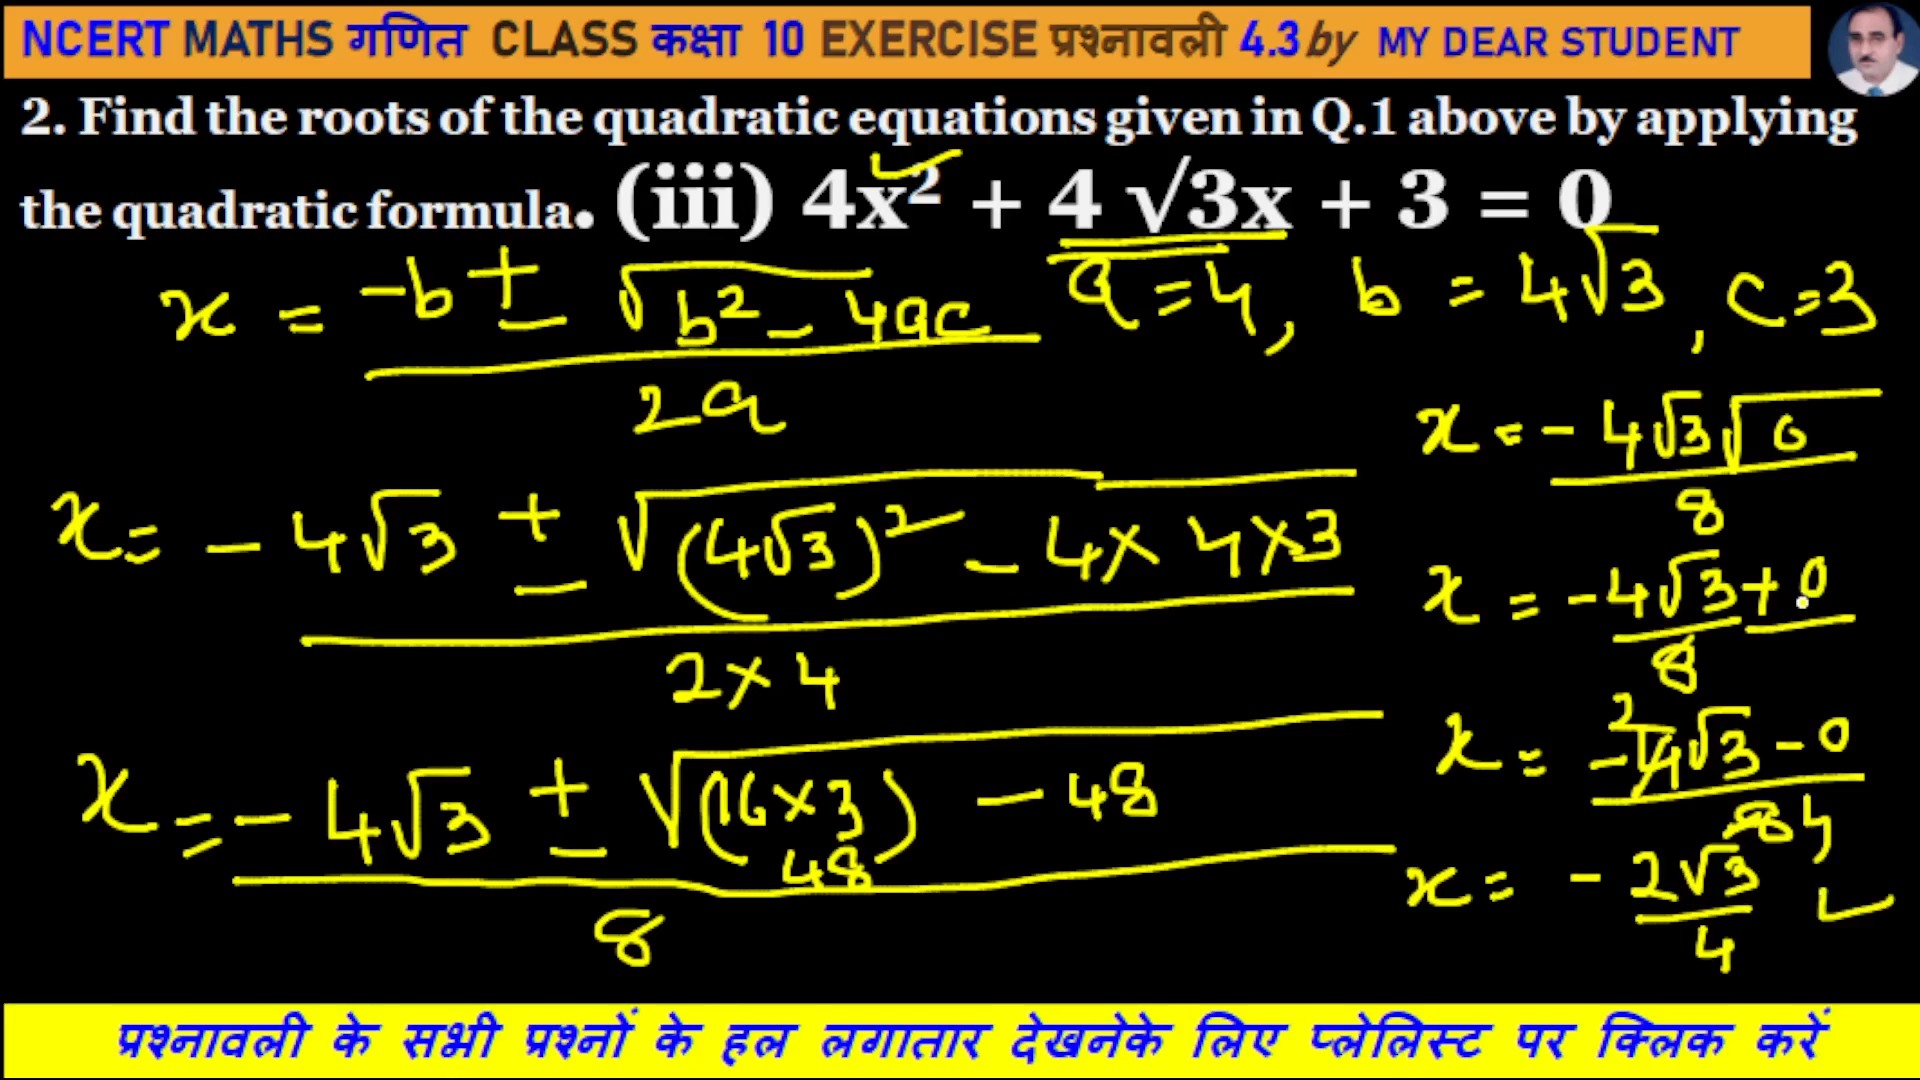 NCERT MATHS गणित CLASS कक्षा 10 EXERCISE प्रश्नावली 4.3 by MY DEAR STUDENT
2. Find the roots of the quadratic equations given in Q.1 above by applying
the quadratic formula. (iii) 4x² + 4 √3x + 3 = 0
x = -b ± √b² - 4ac
2a
a = 4, b = 4√3, c = 3
x = - 4√3 ± √(4√3)² - 4 × 4 × 3
2 × 4
x = - 4√3 ± √(16 × 3) - 48
48
8
x = - 4√3 √0
8
x = - 4√3 + 0
8
2
x = - 4√3 - 0
8 4
x = - 2√3
4
प्रश्नावली के सभी प्रश्नों के हल लगातार देखनेके लिए प्लेलिस्ट पर क्लिक करें